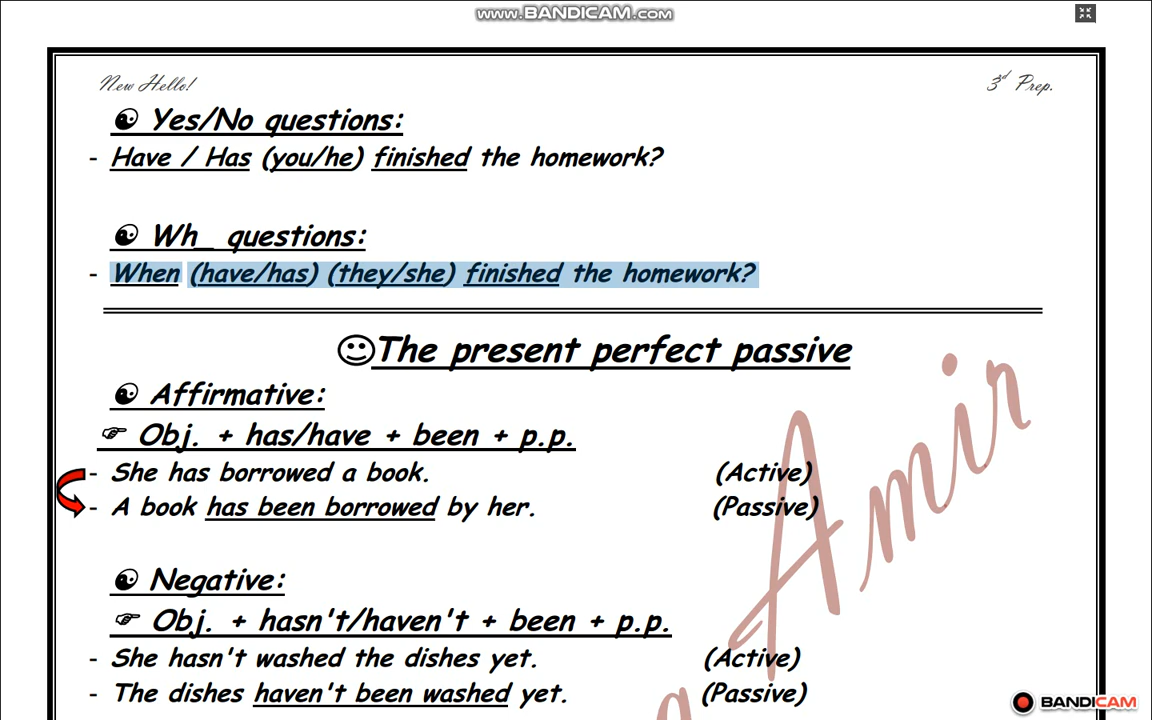 www.BANDICAM.com
New Hello!
3rd Prep.
Yes/No questions:
- Have / Has (you/he) finished the homework?
Wh_ questions:
- When (have/has) (they/she) finished the homework?
The present perfect passive
Affirmative:
Obj. + has/have + been + p.p.
- She has borrowed a book. (Active)
- A book has been borrowed by her. (Passive)
Negative:
Obj. + hasn't/haven't + been + p.p.
- She hasn't washed the dishes yet. (Active)
- The dishes haven't been washed yet. (Passive)
Amir
BANDICAM